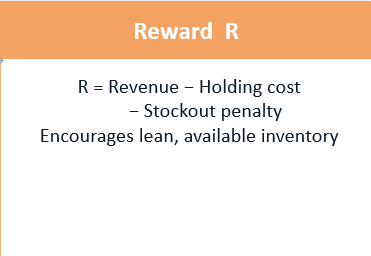 Reward  R
R = Revenue − Holding cost
− Stockout penalty
Encourages lean, available inventory